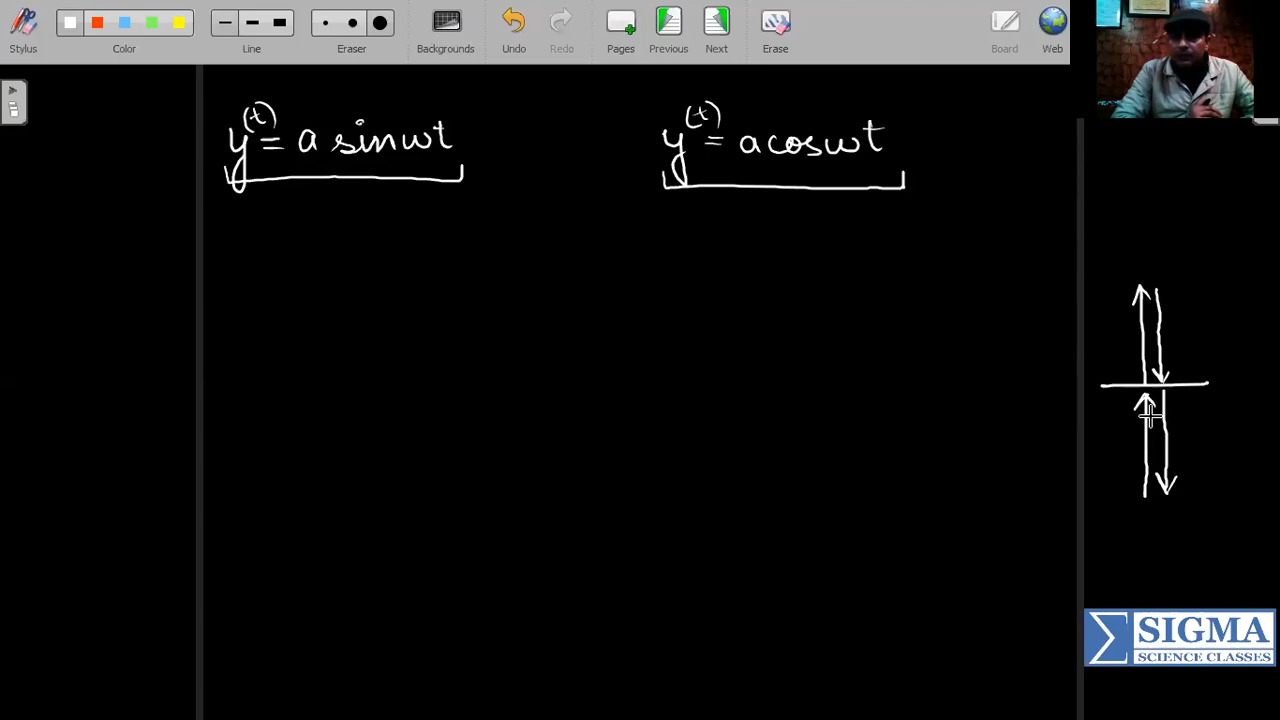 Stylus
Color
Line
Eraser
Backgrounds
Undo
Redo
Pages
Previous
Next
Erase
Board
Web
y(t) = a sinωt
y(t) = a cosωt
Σ SIGMA
SCIENCE CLASSES